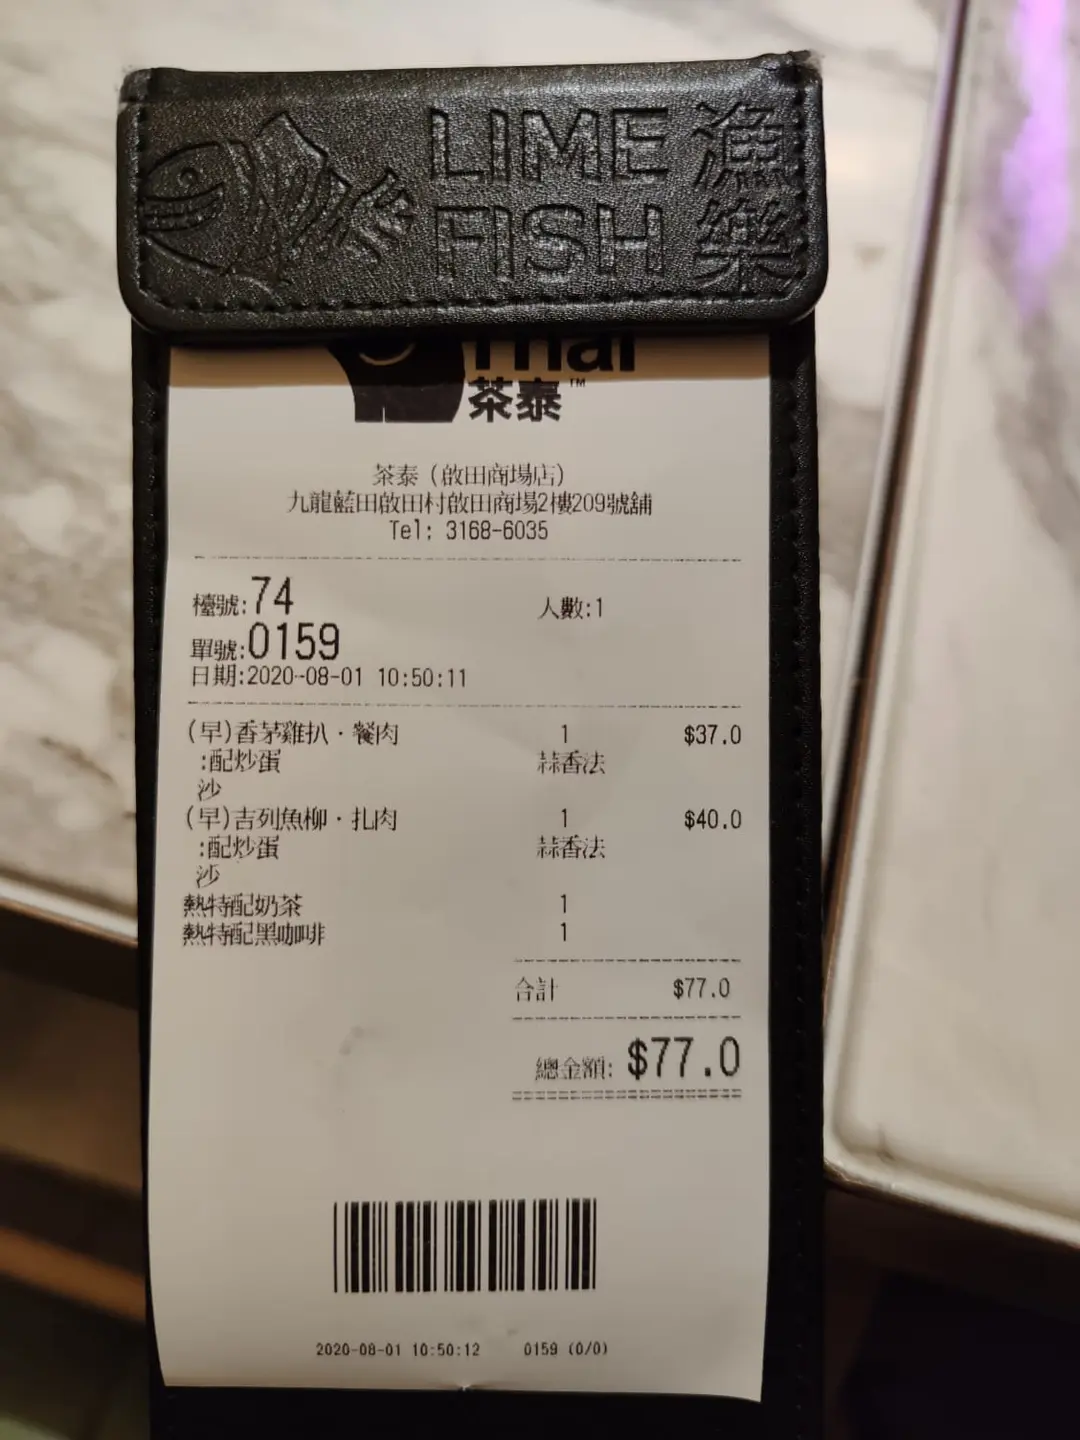 LIME 漁
FISH 樂
Thai
茶泰™
茶泰(啟田商場店)
九龍藍田啟田村啟田商場2樓209號舖
Tel: 3168-6035
檯號:74 人數:1
單號:0159
日期:2020-08-01 10:50:11
(早)香茅雞扒·餐肉 1 $37.0
:配炒蛋 蒜香法
沙
(早)吉列魚柳·扎肉 1 $40.0
:配炒蛋 蒜香法
沙
熱特配奶茶 1
熱特配黑咖啡 1
合計 $77.0
總金額: $77.0
2020-08-01 10:50:12 0159 (0/0)